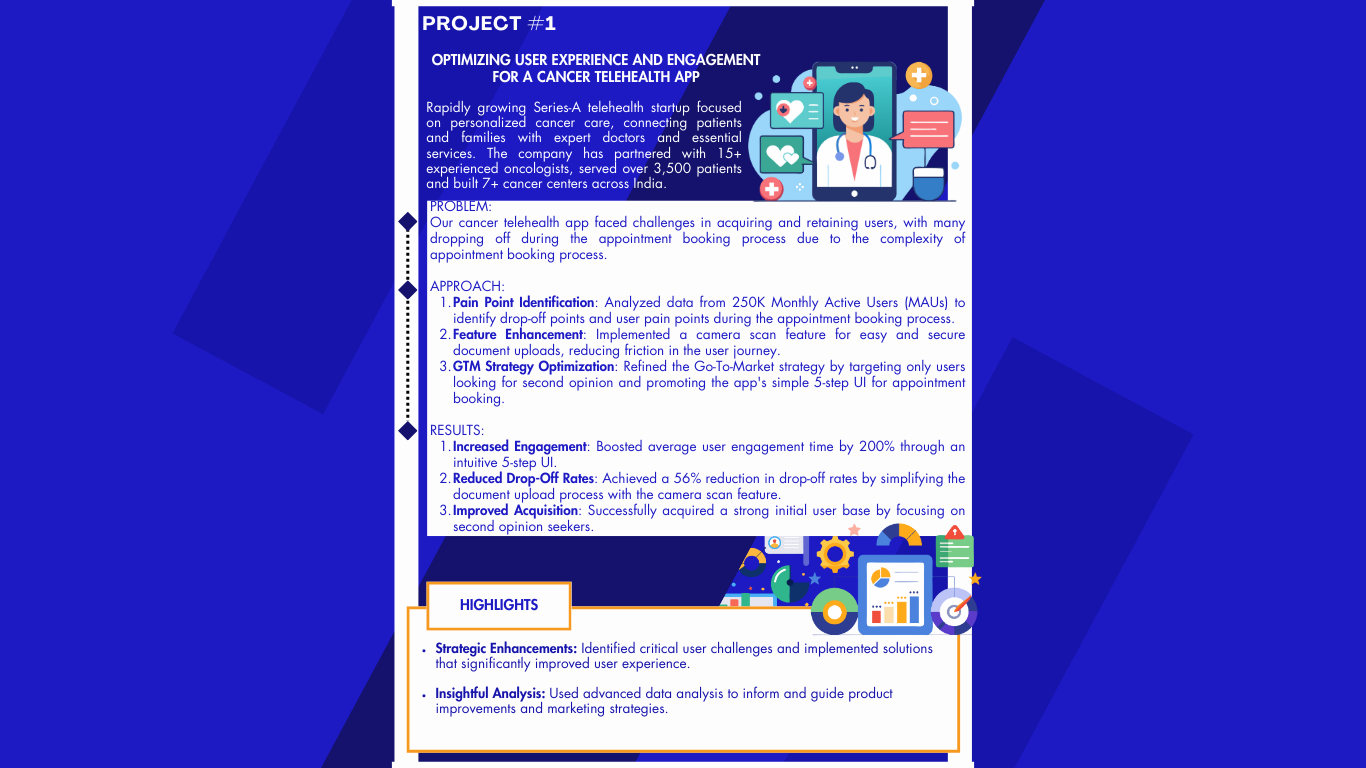 PROJECT #1
OPTIMIZING USER EXPERIENCE AND ENGAGEMENT
FOR A CANCER TELEHEALTH APP
Rapidly growing Series-A telehealth startup focused
on personalized cancer care, connecting patients
and families with expert doctors and essential
services. The company has partnered with 15+
experienced oncologists, served over 3,500 patients
and built 7+ cancer centers across India.
PROBLEM:
Our cancer telehealth app faced challenges in acquiring and retaining users, with many
dropping off during the appointment booking process due to the complexity of
appointment booking process.
APPROACH:
1. Pain Point Identification: Analyzed data from 250K Monthly Active Users (MAUs) to
identify drop-off points and user pain points during the appointment booking process.
2. Feature Enhancement: Implemented a camera scan feature for easy and secure
document uploads, reducing friction in the user journey.
3. GTM Strategy Optimization: Refined the Go-To-Market strategy by targeting only users
looking for second opinion and promoting the app's simple 5-step UI for appointment
booking.
RESULTS:
1. Increased Engagement: Boosted average user engagement time by 200% through an
intuitive 5-step UI.
2. Reduced Drop-Off Rates: Achieved a 56% reduction in drop-off rates by simplifying the
document upload process with the camera scan feature.
3. Improved Acquisition: Successfully acquired a strong initial user base by focusing on
second opinion seekers.
HIGHLIGHTS
• Strategic Enhancements: Identified critical user challenges and implemented solutions
that significantly improved user experience.
• Insightful Analysis: Used advanced data analysis to inform and guide product
improvements and marketing strategies.